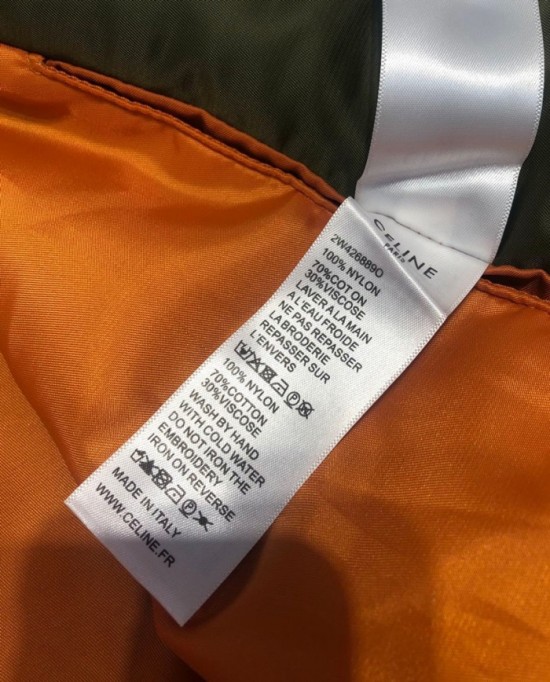 CELINE
PARIS
2W426889O
100% NYLON
70%COTON
30%VISCOSE
LAVER A LA MAIN
A L'EAU FROIDE
NE PAS REPASSER
LA BRODERIE
REPASSER SUR
L'ENVERS
100% NYLON
70%COTTON
30%VISCOSE
WASH BY HAND
WITH COLD WATER
DO NOT IRON THE
EMBROIDERY
IRON ON REVERSE
MADE IN ITALY
WWW.CELINE.FR